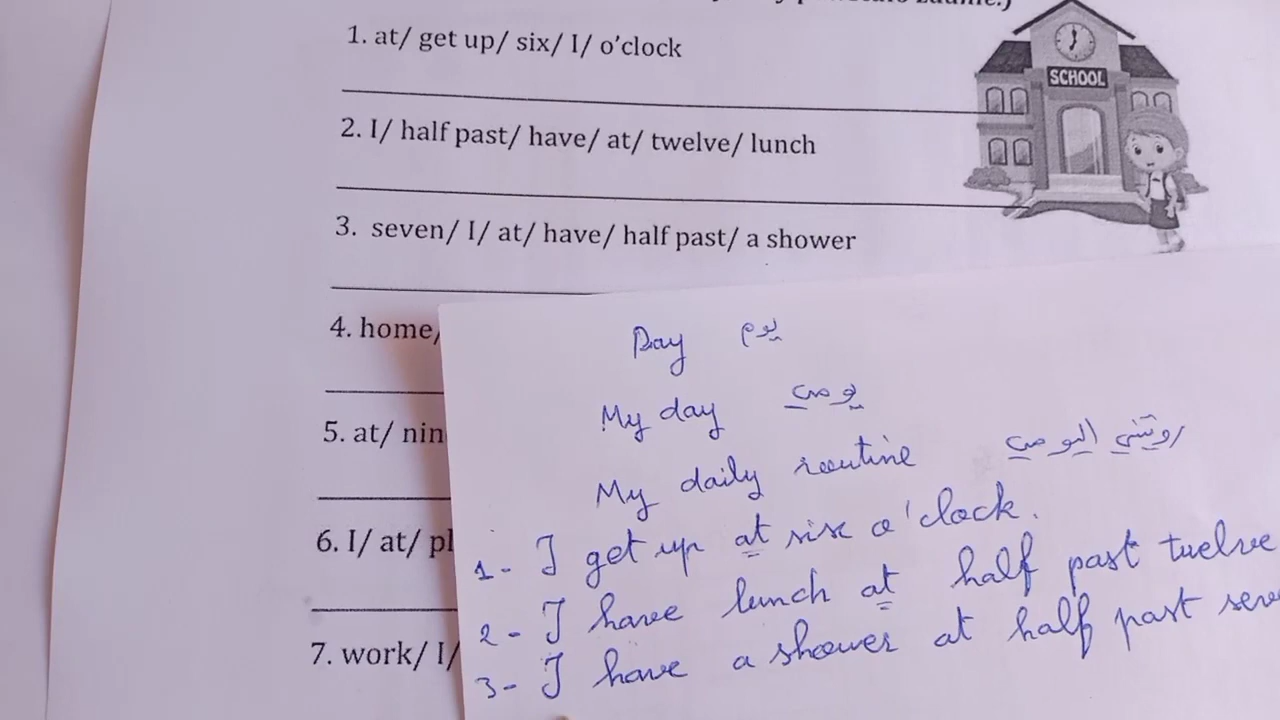 1. at/ get up/ six/ I/ o'clock
SCHOOL
2. I/ half past/ have/ at/ twelve/ lunch
3. seven/ I/ at/ have/ half past/ a shower
4. home/
5. at/ nin
6. I/ at/ pl
7. work/ I/
Day يوم
My day يومي
My daily routine روتيني اليومي
1- I get up at six o'clock.
2- I have lunch at half past twelve
3- I have a shower at half past seve